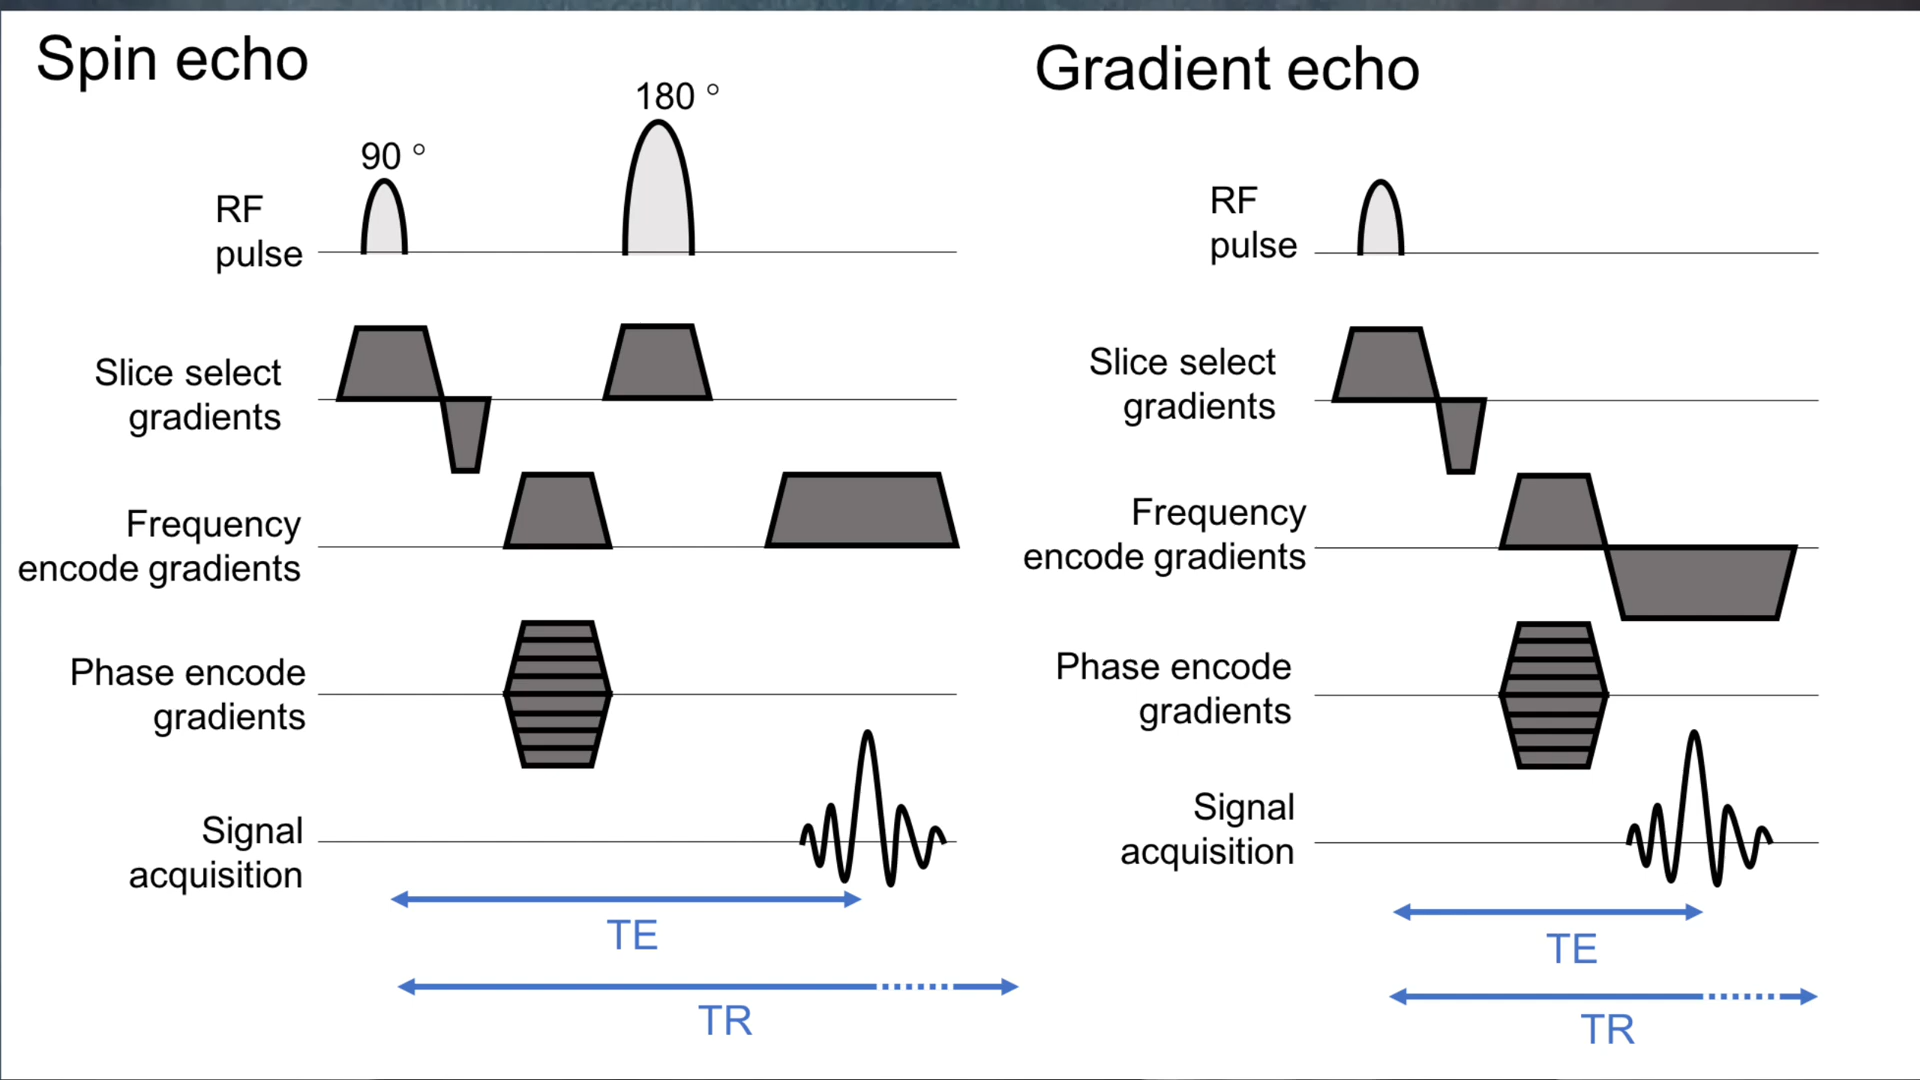 Spin echo
90 °
180 °
RF
pulse
Slice select
gradients
Frequency
encode gradients
Phase encode
gradients
Signal
acquisition
TE
TR
Gradient echo
RF
pulse
Slice select
gradients
Frequency
encode gradients
Phase encode
gradients
Signal
acquisition
TE
TR